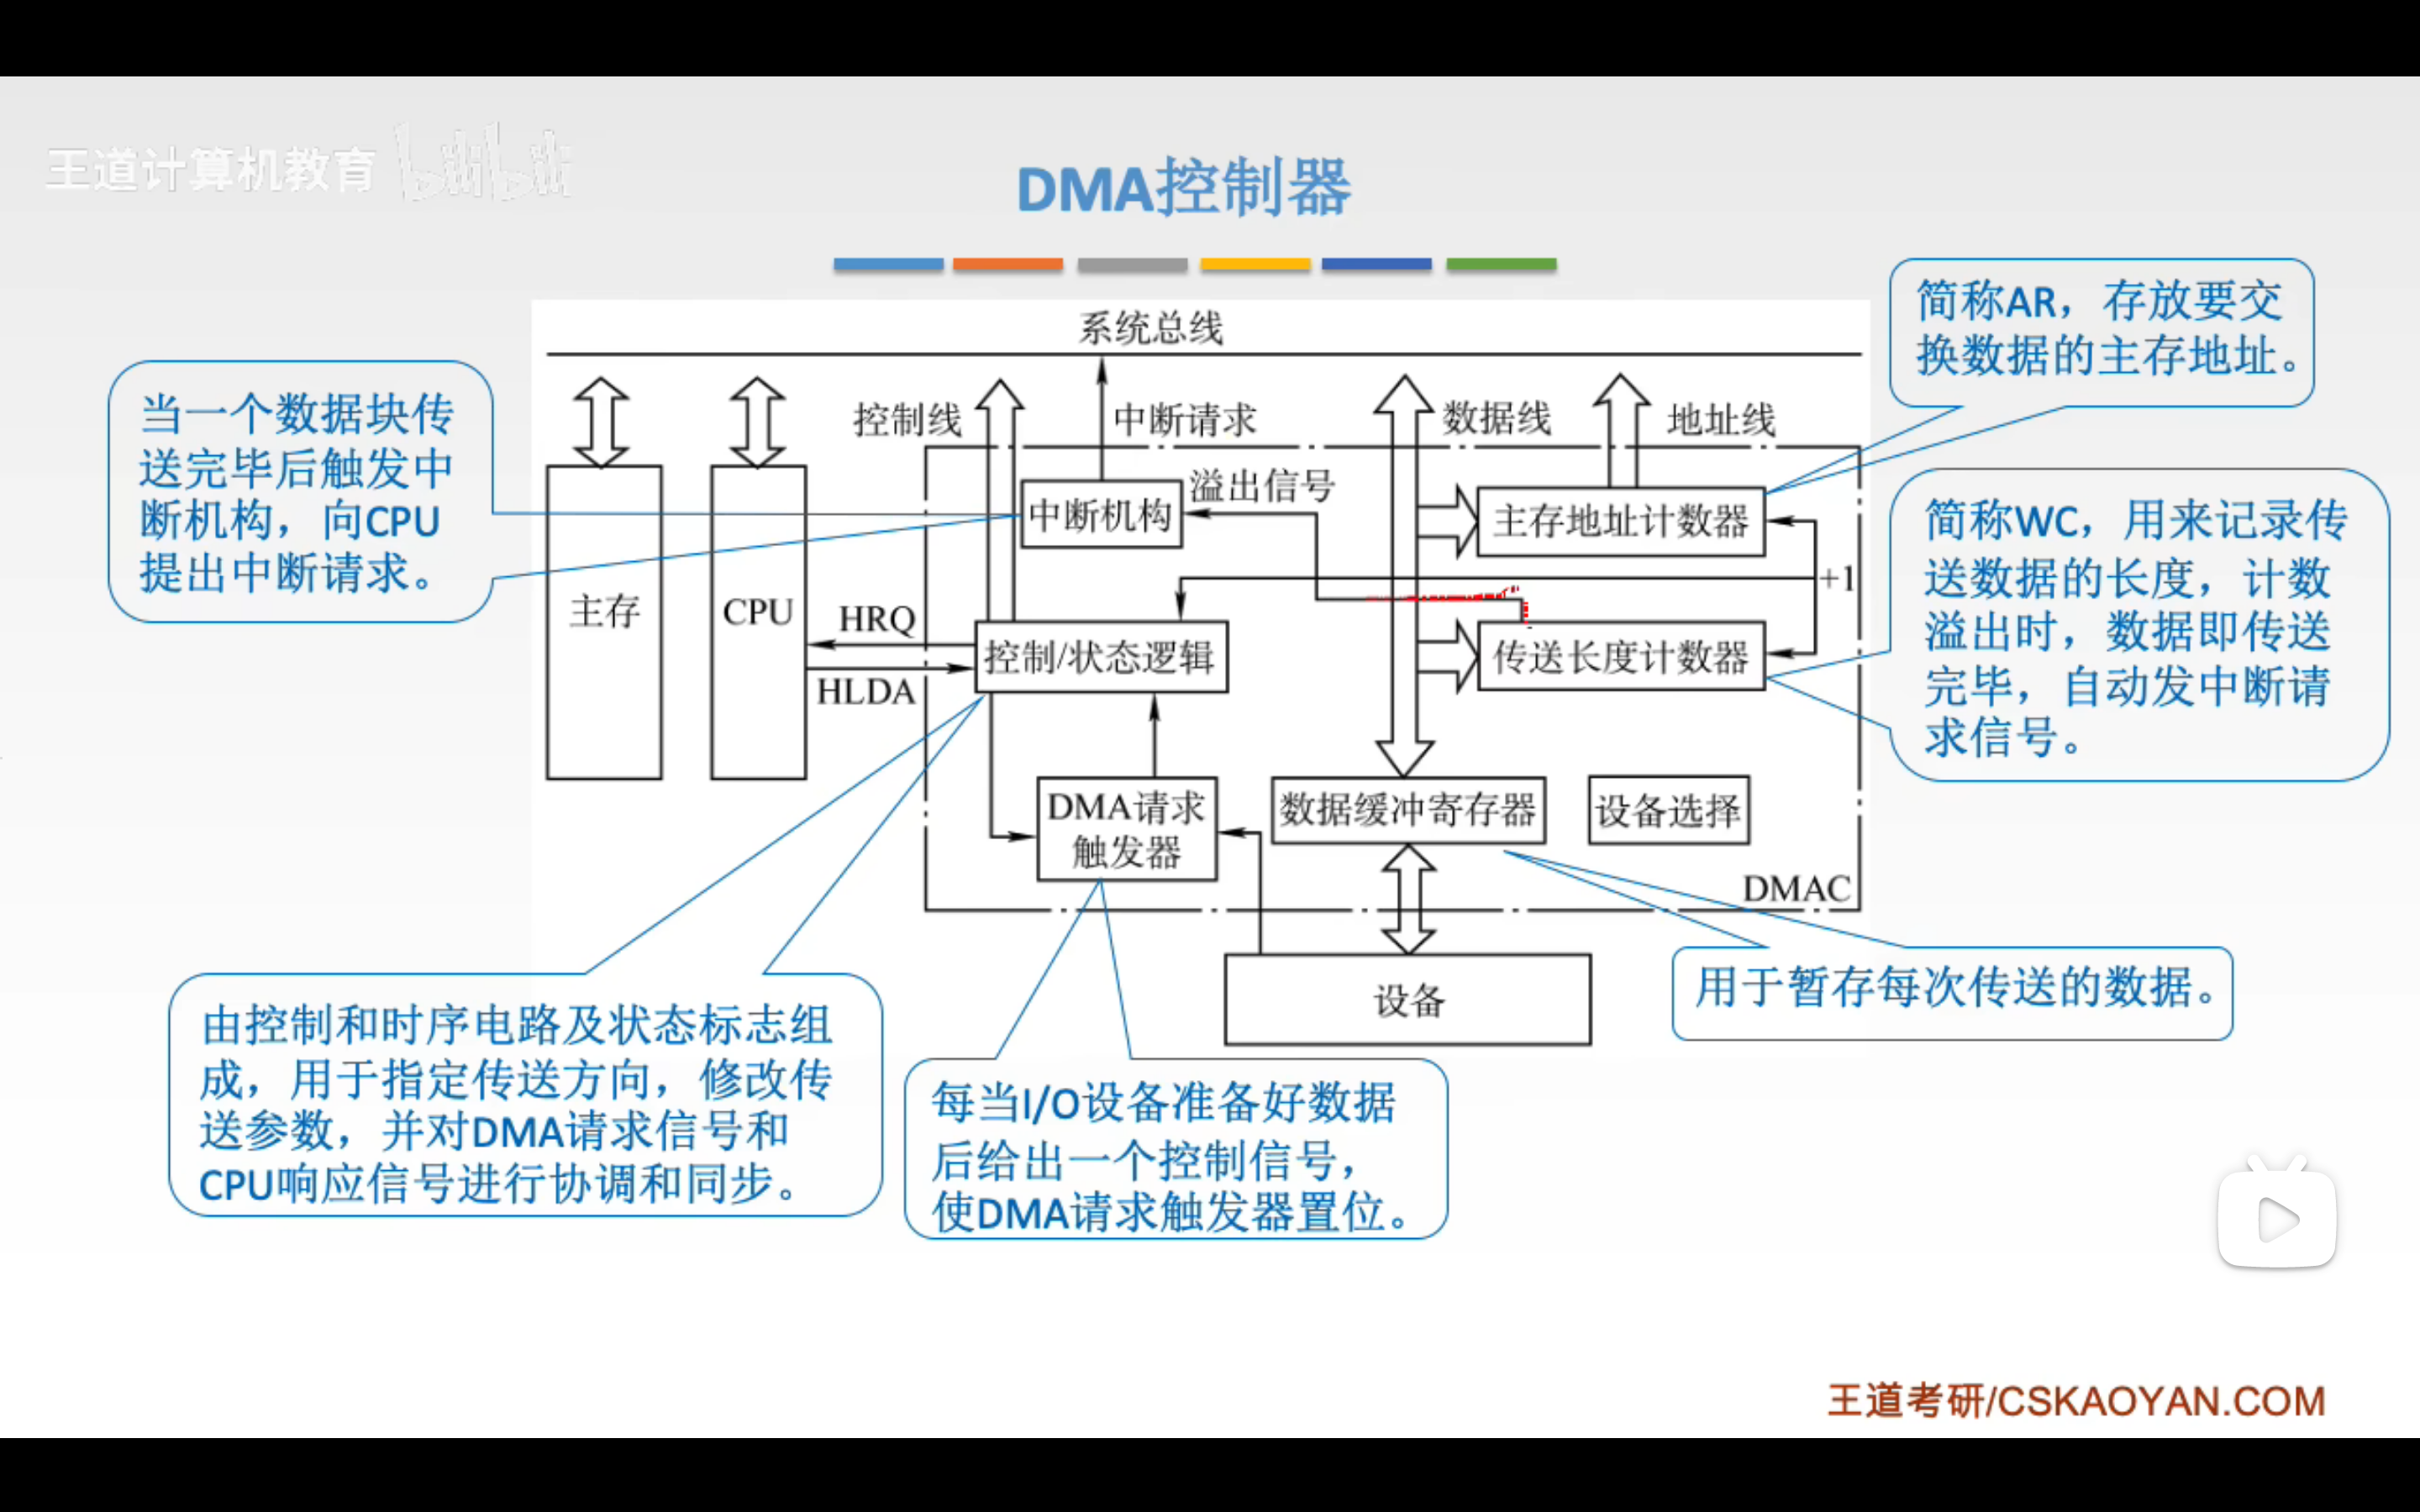 王道计算机教育 bilibili
DMA控制器
系统总线
控制线
中断请求
数据线
地址线
溢出信号
中断机构
主存地址计数器
+1
主存
CPU
HRQ
HLDA
控制/状态逻辑
传送长度计数器
DMA请求
触发器
数据缓冲寄存器
设备选择
DMAC
设备
当一个数据块传
送完毕后触发中
断机构，向CPU
提出中断请求。
简称AR，存放要交
换数据的主存地址。
简称WC，用来记录传
送数据的长度，计数
溢出时，数据即传送
完毕，自动发中断请
求信号。
由控制和时序电路及状态标志组
成，用于指定传送方向，修改传
送参数，并对DMA请求信号和
CPU响应信号进行协调和同步。
每当I/O设备准备好数据
后给出一个控制信号，
使DMA请求触发器置位。
用于暂存每次传送的数据。
王道考研/CSKAOYAN.COM